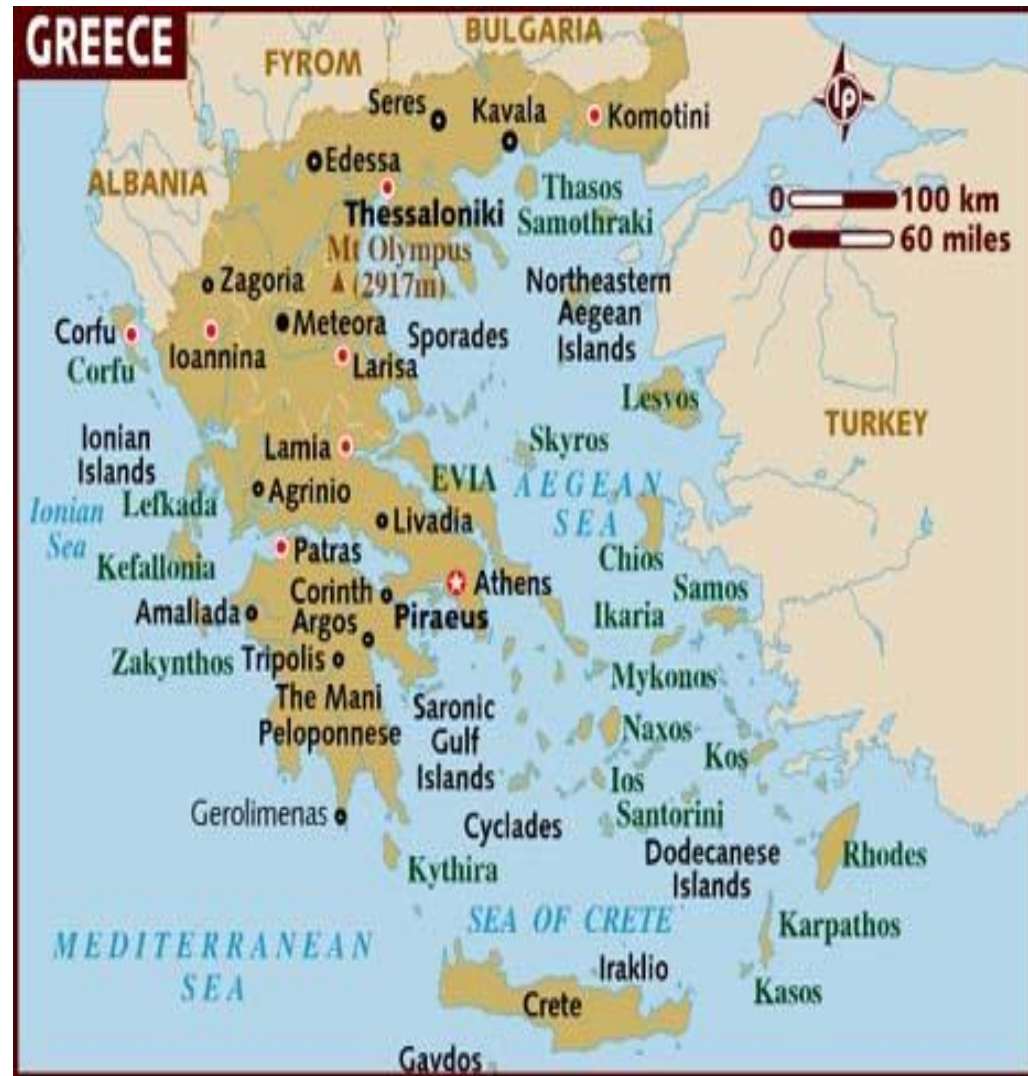 GREECE
BULGARIA
FYROM
Seres
Kavala
Komotini
Edessa
ALBANIA
Thasos
Samothraki
0 100 km
0 60 miles
lp
Thessaloniki
Mt Olympus
(2917m)
Zagoria
Northeastern
Aegean
Islands
Corfu
Corfu
Ioannina
Meteora
Larisa
Sporades
Lesvos
TURKEY
Ionian
Islands
Lamia
Skyros
EVIA
AEGEAN
SEA
Ionian
Sea
Lefkada
Agrinio
Livadia
Chios
Kefallonia
Patras
Corinth
Athens
Piraeus
Samos
Ikaria
Amaliada
Argos
Zakynthos
Tripolis
Mykonos
The Mani
Peloponnese
Saronic
Gulf
Islands
Naxos
Kos
Ios
Santorini
Gerolimenas
Cyclades
Dodecanese
Islands
Rhodes
Kythira
MEDITERRANEAN
SEA
SEA OF CRETE
Karpathos
Iraklio
Kasos
Crete
Gavdos